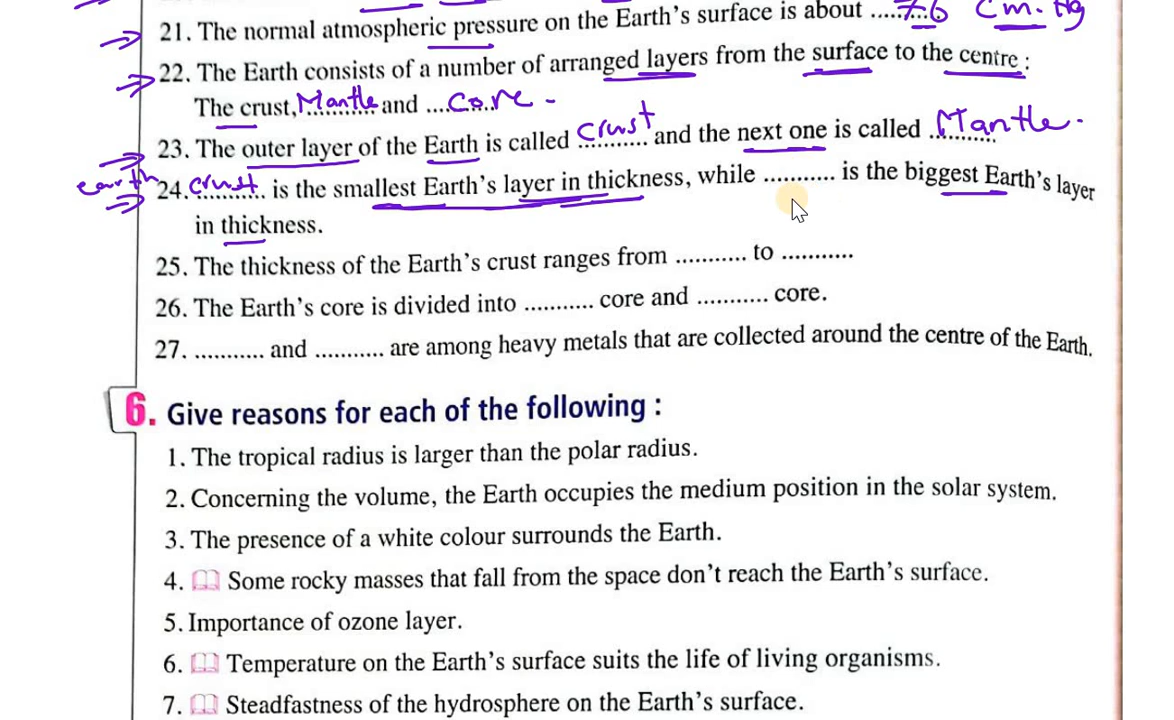 21. The normal atmospheric pressure on the Earth's surface is about .....7.6 Cm. Hg
22. The Earth consists of a number of arranged layers from the surface to the centre :
The crust, Mantle and .... Core.
23. The outer layer of the Earth is called Crust and the next one is called Mantle.
earth
24. Crust is the smallest Earth's layer in thickness, while ........... is the biggest Earth's layer
in thickness.
25. The thickness of the Earth's crust ranges from ........... to ...........
26. The Earth's core is divided into ........... core and ........... core.
27. ........... and ........... are among heavy metals that are collected around the centre of the Earth.
6. Give reasons for each of the following :
1. The tropical radius is larger than the polar radius.
2. Concerning the volume, the Earth occupies the medium position in the solar system.
3. The presence of a white colour surrounds the Earth.
4. Some rocky masses that fall from the space don't reach the Earth's surface.
5. Importance of ozone layer.
6. Temperature on the Earth's surface suits the life of living organisms.
7. Steadfastness of the hydrosphere on the Earth's surface.